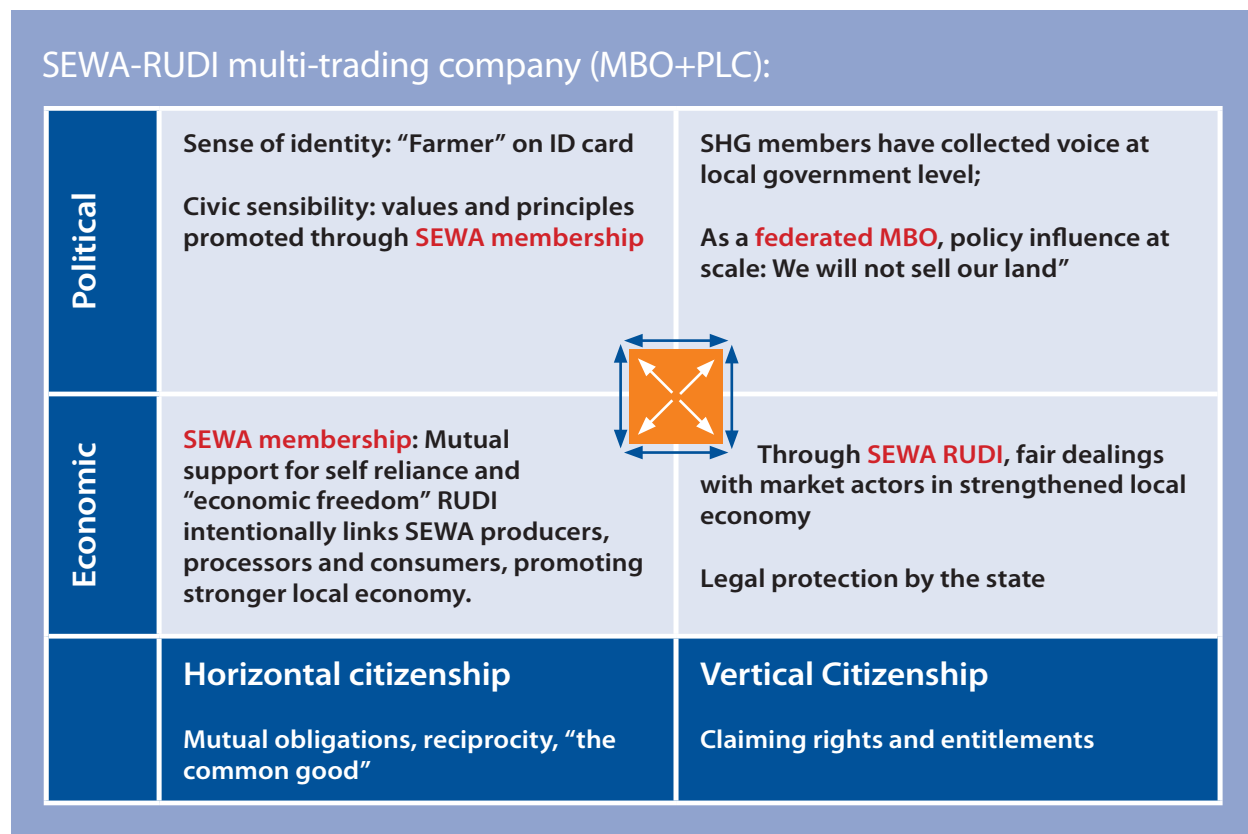 SEWA-RUDI multi-trading company (MBO+PLC):
Political
Sense of identity: “Farmer” on ID card
Civic sensibility: values and principles
promoted through SEWA membership
SHG members have collected voice at
local government level;
As a federated MBO, policy influence at
scale: We will not sell our land”
Economic
SEWA membership: Mutual
support for self reliance and
“economic freedom” RUDI
intentionally links SEWA producers,
processors and consumers, promoting
stronger local economy.
Through SEWA RUDI, fair dealings
with market actors in strengthened local
economy
Legal protection by the state
Horizontal citizenship
Mutual obligations, reciprocity, “the
common good”
Vertical Citizenship
Claiming rights and entitlements